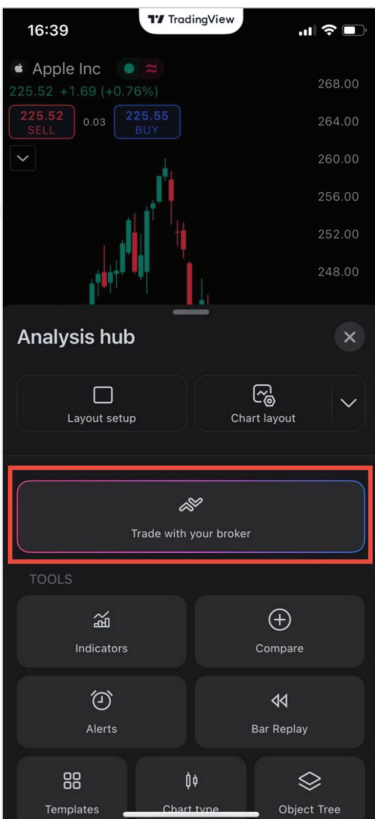 16:39
TradingView
Apple Inc
225.52 +1.69 (+0.76%)
225.52
SELL
0.03
225.55
BUY
268.00
264.00
260.00
256.00
252.00
248.00
Analysis hub
Layout setup
Chart layout
Trade with your broker
TOOLS
Indicators
Compare
Alerts
Bar Replay
Templates
Chart type
Object Tree